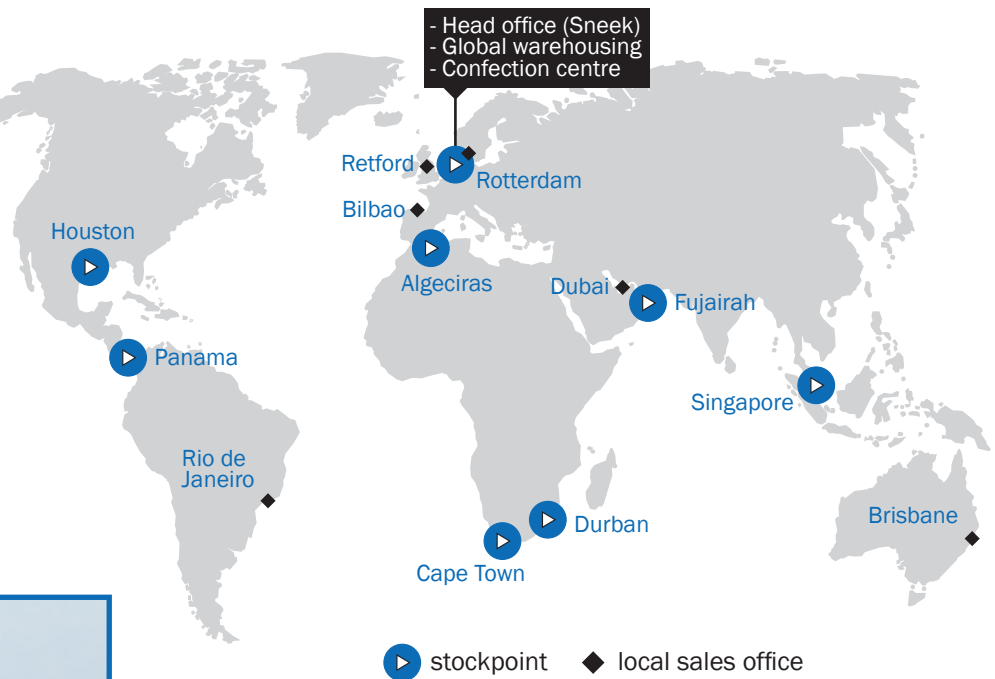 - Head office (Sneek)
- Global warehousing
- Confection centre
Retford
Rotterdam
Bilbao
Houston
Algeciras
Dubai
Fujairah
Panama
Singapore
Rio de
Janeiro
Brisbane
Durban
Cape Town
stockpoint
local sales office